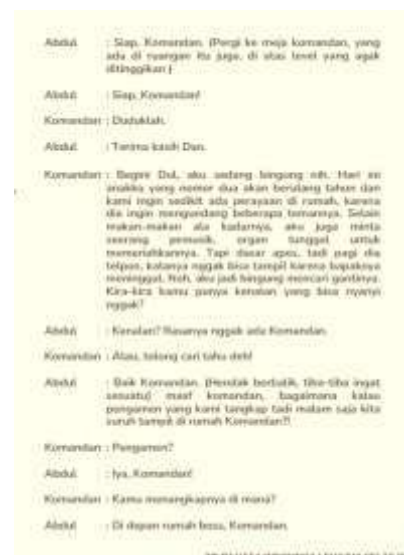 Abdul : Siap, Komandan. (Pergi ke meja komandan, yang
ada di ruangan itu juga, di atas level yang agak
ditinggikan)
Abdul : Siap, Komandan!
Komandan : Duduklah.
Abdul : Terima kasih Dan.
Komandan : Begini Dul, aku sedang bingung nih. Hari ini
anakku yang nomor dua akan berulang tahun dan
kami ingin sedikit ada perayaan di rumah, karena
dia ingin mengundang beberapa temannya. Selain
makan-makan ala kadarnya, aku juga minta
seorang pemusik, organ tunggal untuk
memeriahkannya. Tapi dasar apes, tadi pagi dia
telpon, katanya nggak bisa tampil karena bapaknya
meninggal. Nah, aku jadi bingung mencari gantinya.
Kira-kira kamu punya kenalan yang bisa nyanyi
nggak?
Abdul : Kenalan? Rasanya nggak ada Komandan.
Komandan : Atau, tolong cari tahu deh!
Abdul : Baik Komandan. (Hendak berbalik, tiba-tiba ingat
sesuatu) maaf komandan, bagaimana kalau
pengamen yang kami tangkap tadi malam saja kita
suruh tampil di rumah Komandan?!
Komandan : Pengamen?
Abdul : Iya, Komandan!
Komandan : Kamu menangkapnya di mana?
Abdul : Di depan rumah bosu, Komandan.